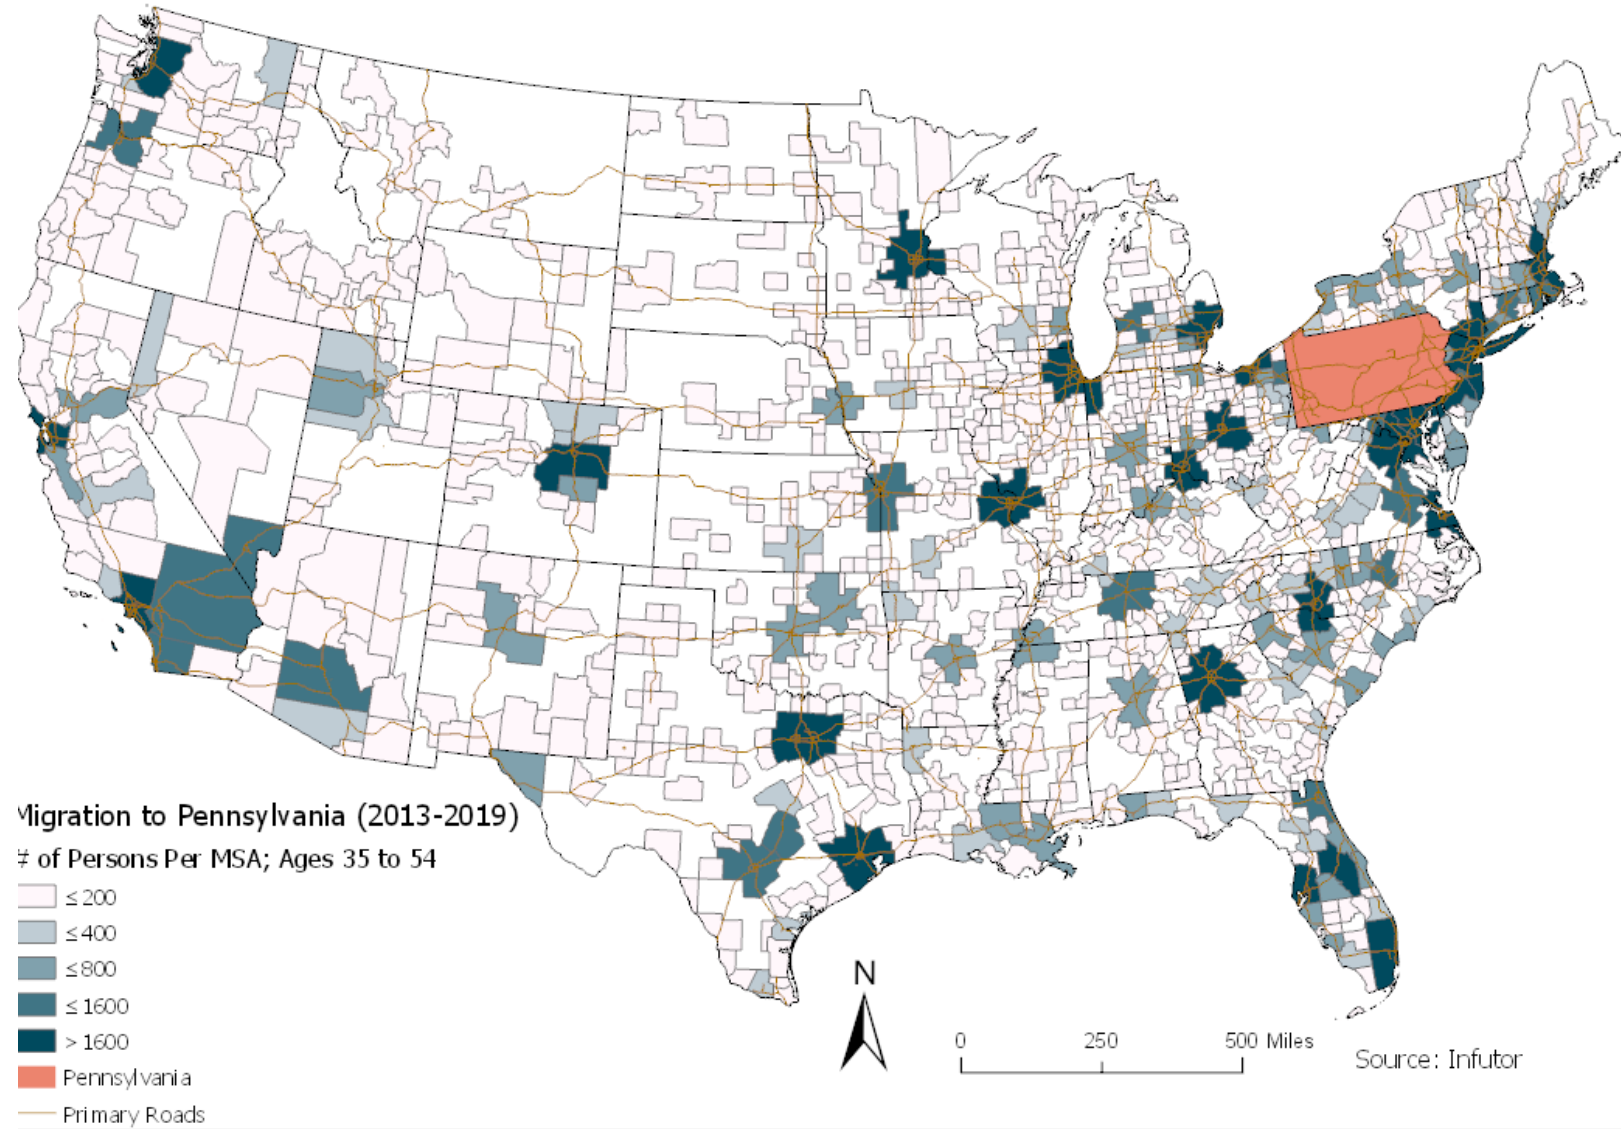 Migration to Pennsylvania (2013-2019)
# of Persons Per MSA; Ages 35 to 54
≤ 200
≤ 400
≤ 800
≤ 1600
> 1600
Pennsylvania
Primary Roads
N
0 250 500 Miles
Source: Infutor